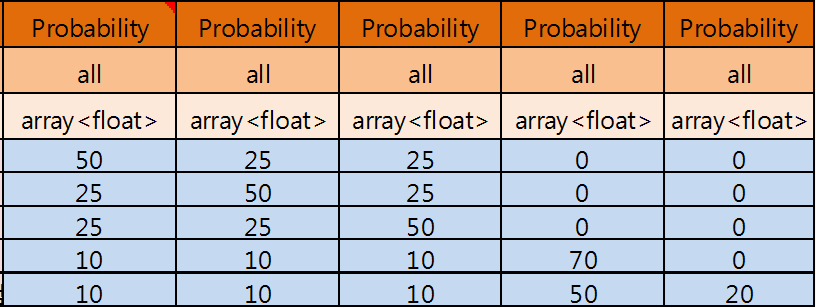 Probability Probability Probability Probability Probability
all all all all all
array<float> array<float> array<float> array<float> array<float>
50 25 25 0 0
25 50 25 0 0
25 25 50 0 0
10 10 10 70 0
10 10 10 50 20